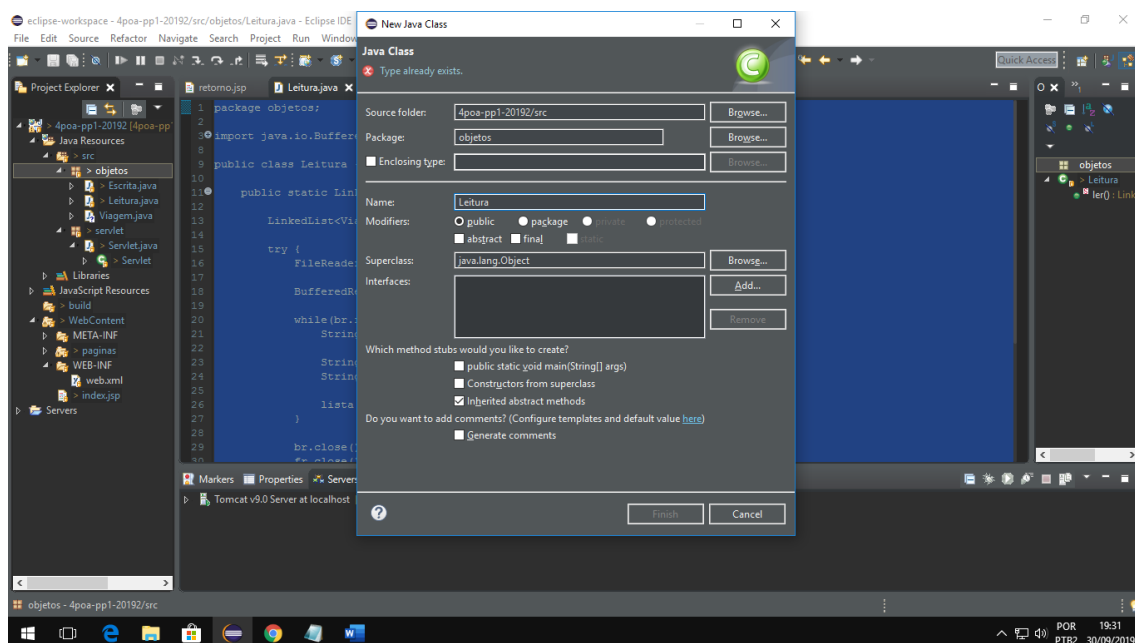 eclipse-workspace - 4poa-pp1-20192/src/objetos/Leitura.java - Eclipse IDE
File Edit Source Refactor Navigate Search Project Run Window
Quick Access
Project Explorer
> 4poa-pp1-20192 [4poa-pp
Java Resources
> src
> objetos
> Escrita.java
> Leitura.java
Viagem.java
> servlet
> Servlet.java
> Servlet
Libraries
JavaScript Resources
> build
> WebContent
META-INF
> paginas
WEB-INF
web.xml
> index.jsp
Servers
retorno.jsp
Leitura.java
1 package objetos;
2
3 import java.io.Buffer
8
9 public class Leitura
10
11 public static Lin
12
13 LinkedList<Via
14
15 try {
16 FileReade
17
18 BufferedRe
19
20 while(br.
21 Strin
22
23 Strin
24 Strin
25
26 lista
27 }
28
29 br.close(
30 fr.close(
New Java Class
Java Class
Type already exists.
Source folder: 4poa-pp1-20192/src Browse...
Package: objetos Browse...
Enclosing type: Browse...
Name: Leitura
Modifiers: public package private protected
abstract final static
Superclass: java.lang.Object Browse...
Interfaces: Add...
Remove
Which method stubs would you like to create?
public static void main(String[] args)
Constructors from superclass
Inherited abstract methods
Do you want to add comments? (Configure templates and default value here)
Generate comments
Finish Cancel
objetos
> Leitura
ler() : Link
Markers Properties Servers
Tomcat v9.0 Server at localhost
objetos - 4poa-pp1-20192/src
POR 19:31
PTB2 30/09/2019